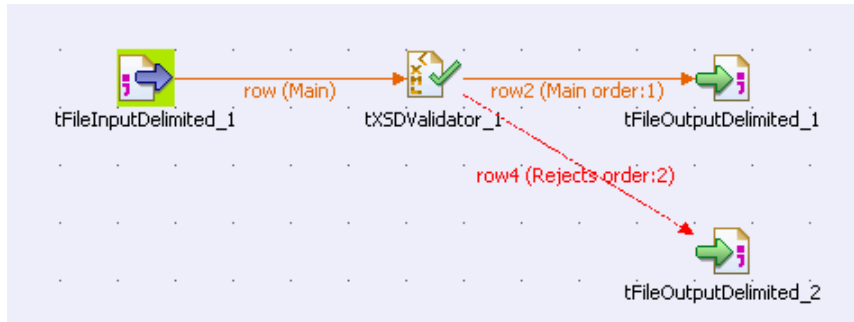 row (Main)
row2 (Main order:1)
tFileInputDelimited_1
tXSDValidator_1
tFileOutputDelimited_1
row4 (Rejects order:2)
tFileOutputDelimited_2